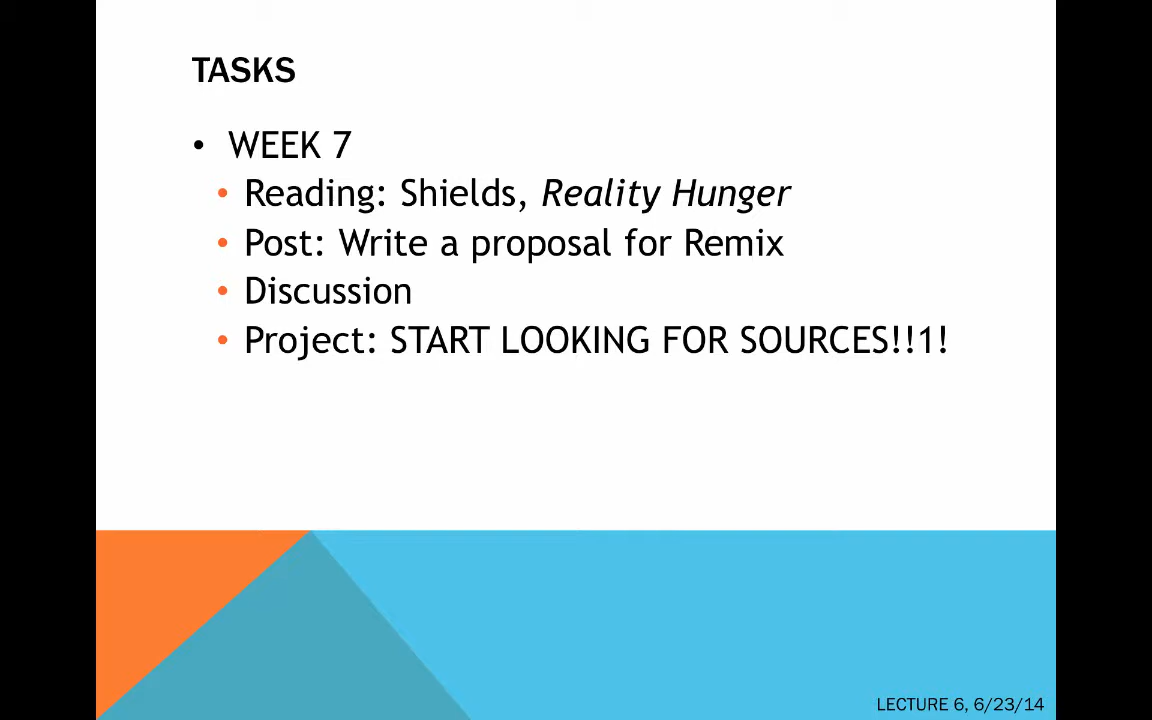 TASKS
• WEEK 7
• Reading: Shields, Reality Hunger
• Post: Write a proposal for Remix
• Discussion
• Project: START LOOKING FOR SOURCES!!1!
LECTURE 6, 6/23/14